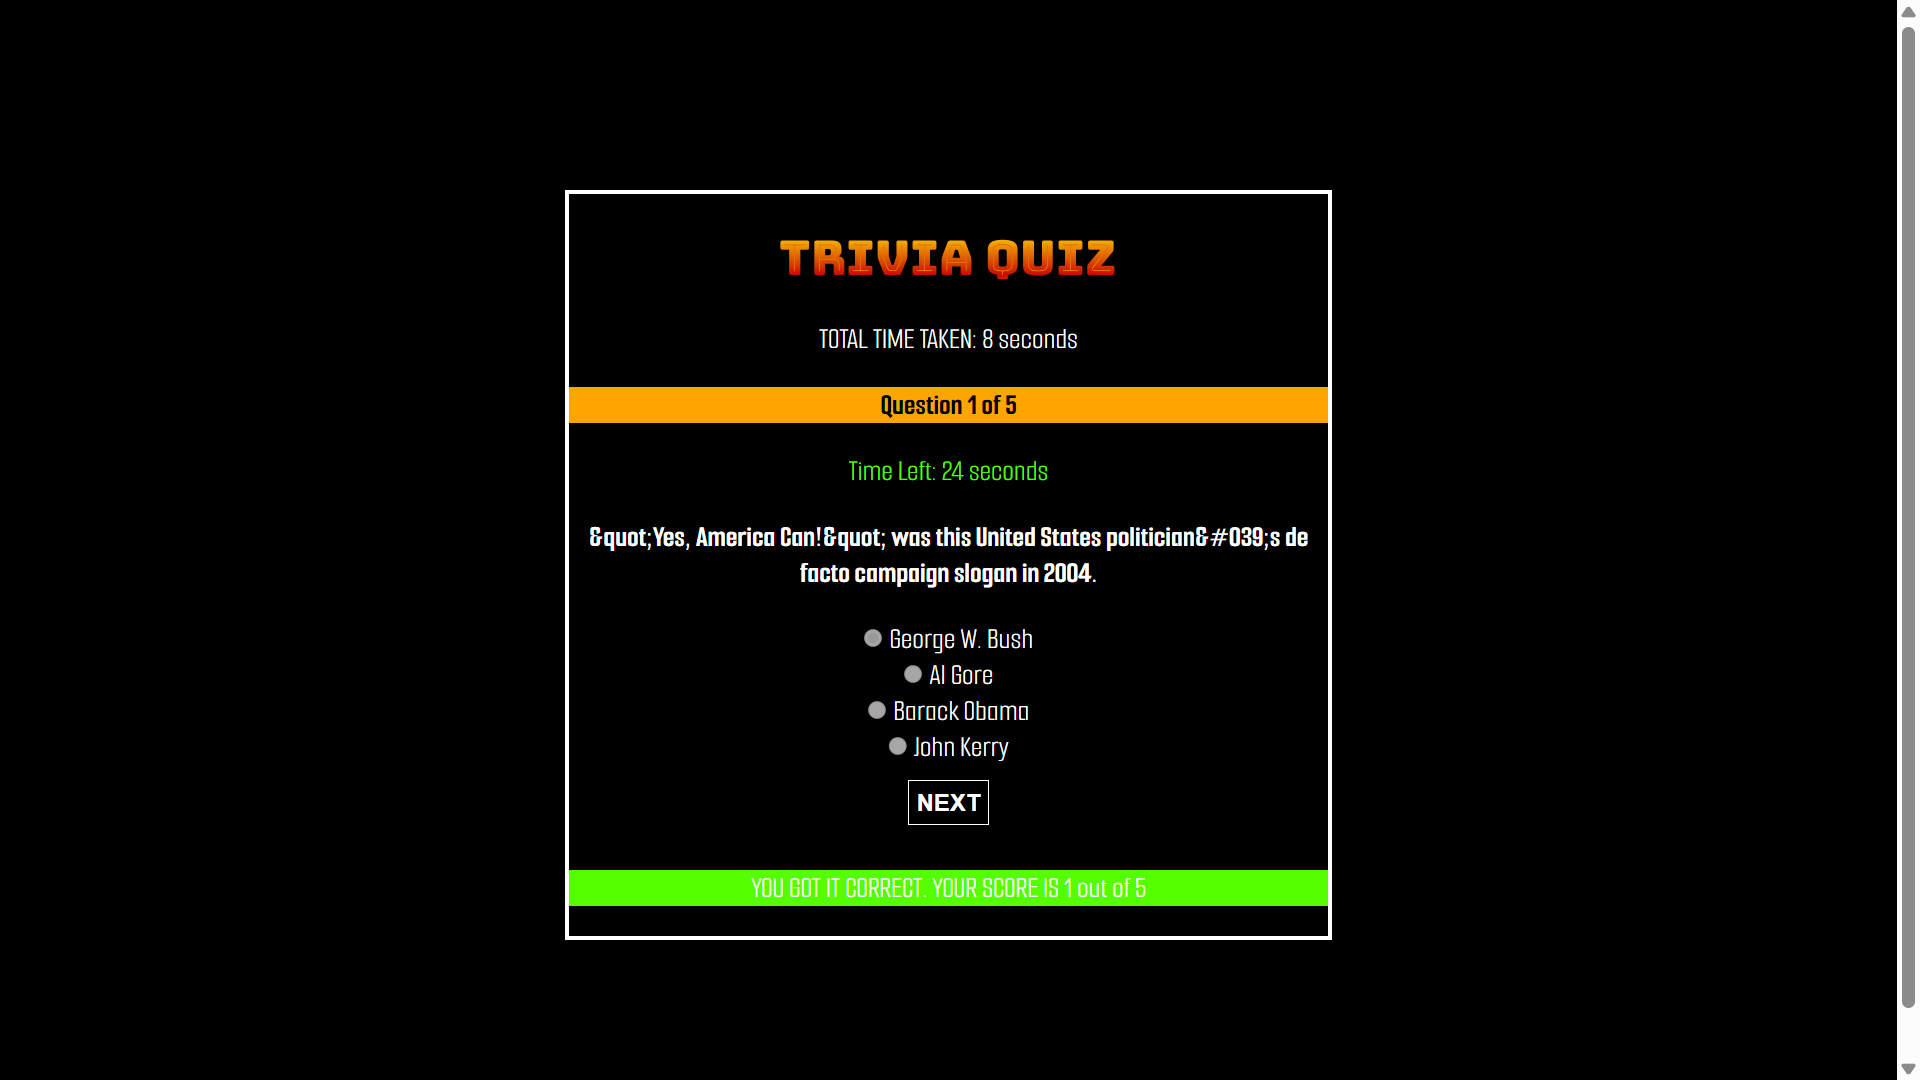 TRIVIA QUIZ
TOTAL TIME TAKEN: 8 seconds
Question 1 of 5
Time Left: 24 seconds
&quot;Yes, America Can!&quot; was this United States politician&#039;s de
facto campaign slogan in 2004.
George W. Bush
Al Gore
Barack Obama
John Kerry
NEXT
YOU GOT IT CORRECT. YOUR SCORE IS 1 out of 5